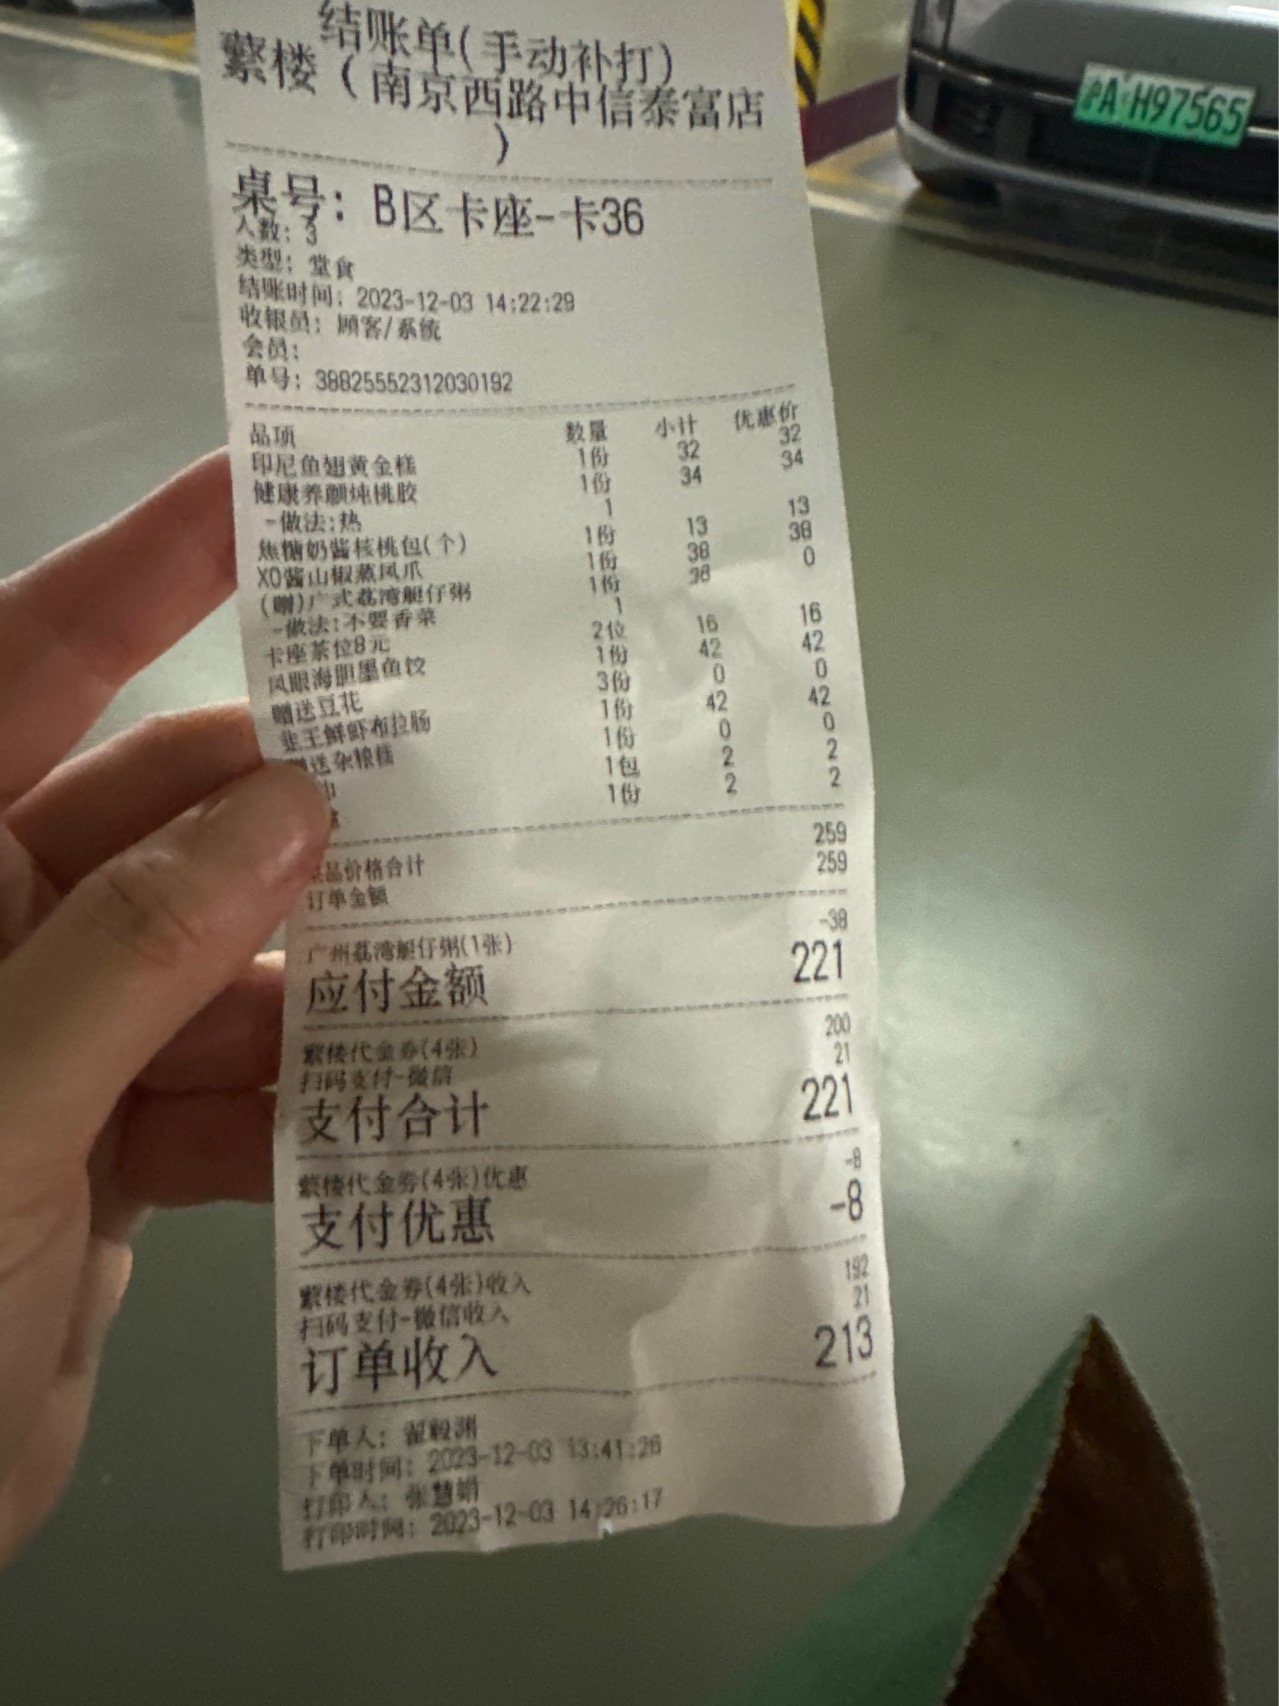 结账单(手动补打)
蘩楼（南京西路中信泰富店
）
桌号: B区卡座-卡36
人数: 3
类型: 堂食
结账时间: 2023-12-03 14:22:29
收银员: 顾客/系统
会员:
单号: 38825552312030192
品项 数量 小计 优惠价
印尼鱼翅黄金糕 1份 32 32
健康养颜炖桃胶 1份 34 34
-做法:热 1
焦糖奶酱核桃包(个) 1份 13 13
XO酱山椒蒸凤爪 1份 38 38
(赠)广式荔湾艇仔粥 1份 38 0
-做法:不要香菜 1
卡座茶位8元 2位 16 16
凤眼海胆墨鱼饺 1份 42 42
赠送豆花 3份 0 0
韭王鲜虾布拉肠 1份 42 42
送杂粮糕 1份 0 0
巾 1包 2 2
1份 2 2
品价格合计 259
订单金额 259
广州荔湾艇仔粥(1张) -38
应付金额 221
蘩楼代金券(4张) 200
扫码支付-微信 21
支付合计 221
蘩楼代金券(4张)优惠 -8
支付优惠 -8
蘩楼代金券(4张)收入 192
扫码支付-微信收入 21
订单收入 213
下单人: 翟毅渊
下单时间: 2023-12-03 13:41:26
打印人: 张慧娟
打印时间: 2023-12-03 14:26:17
沪A·H97565